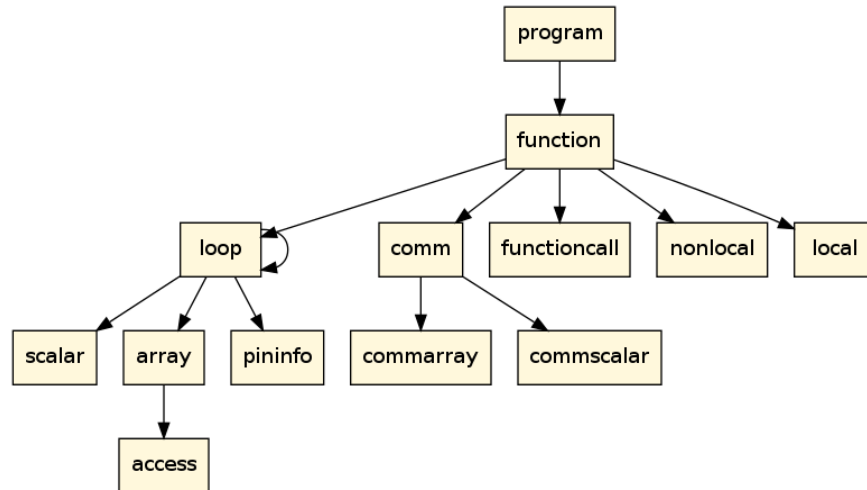 program
function
loop
comm
functioncall
nonlocal
local
scalar
array
pininfo
commarray
commscalar
access